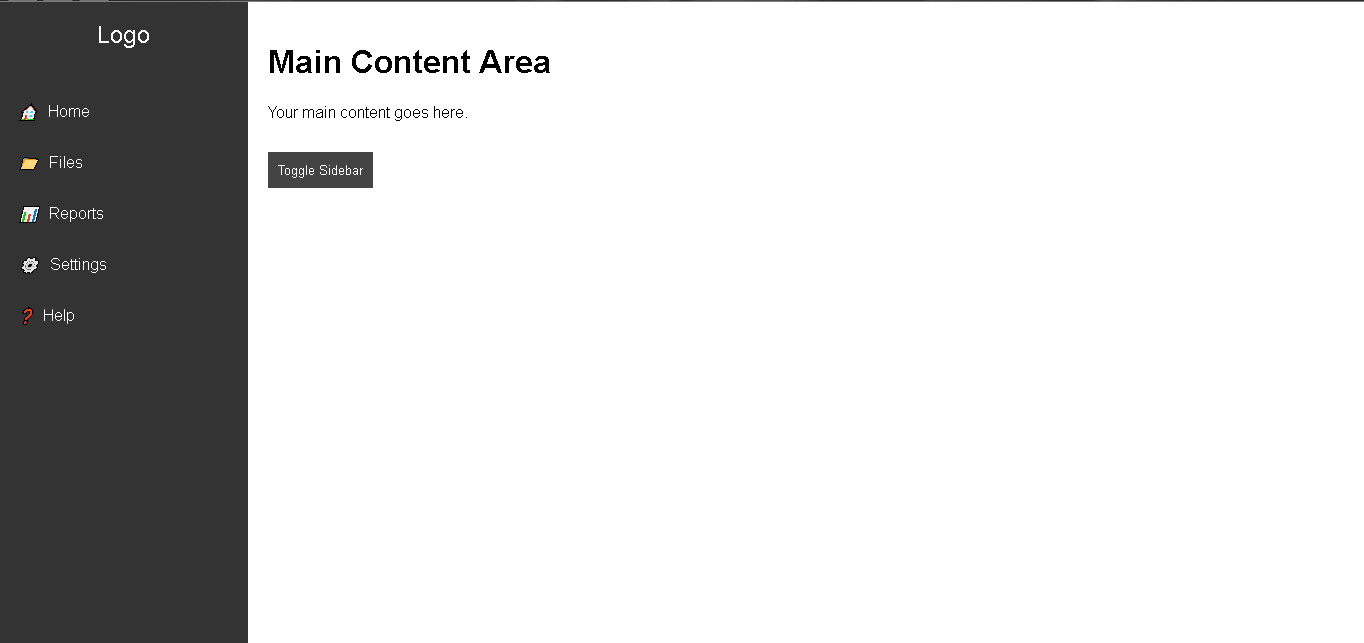 Logo
Home
Files
Reports
Settings
Help
Main Content Area
Your main content goes here.
Toggle Sidebar